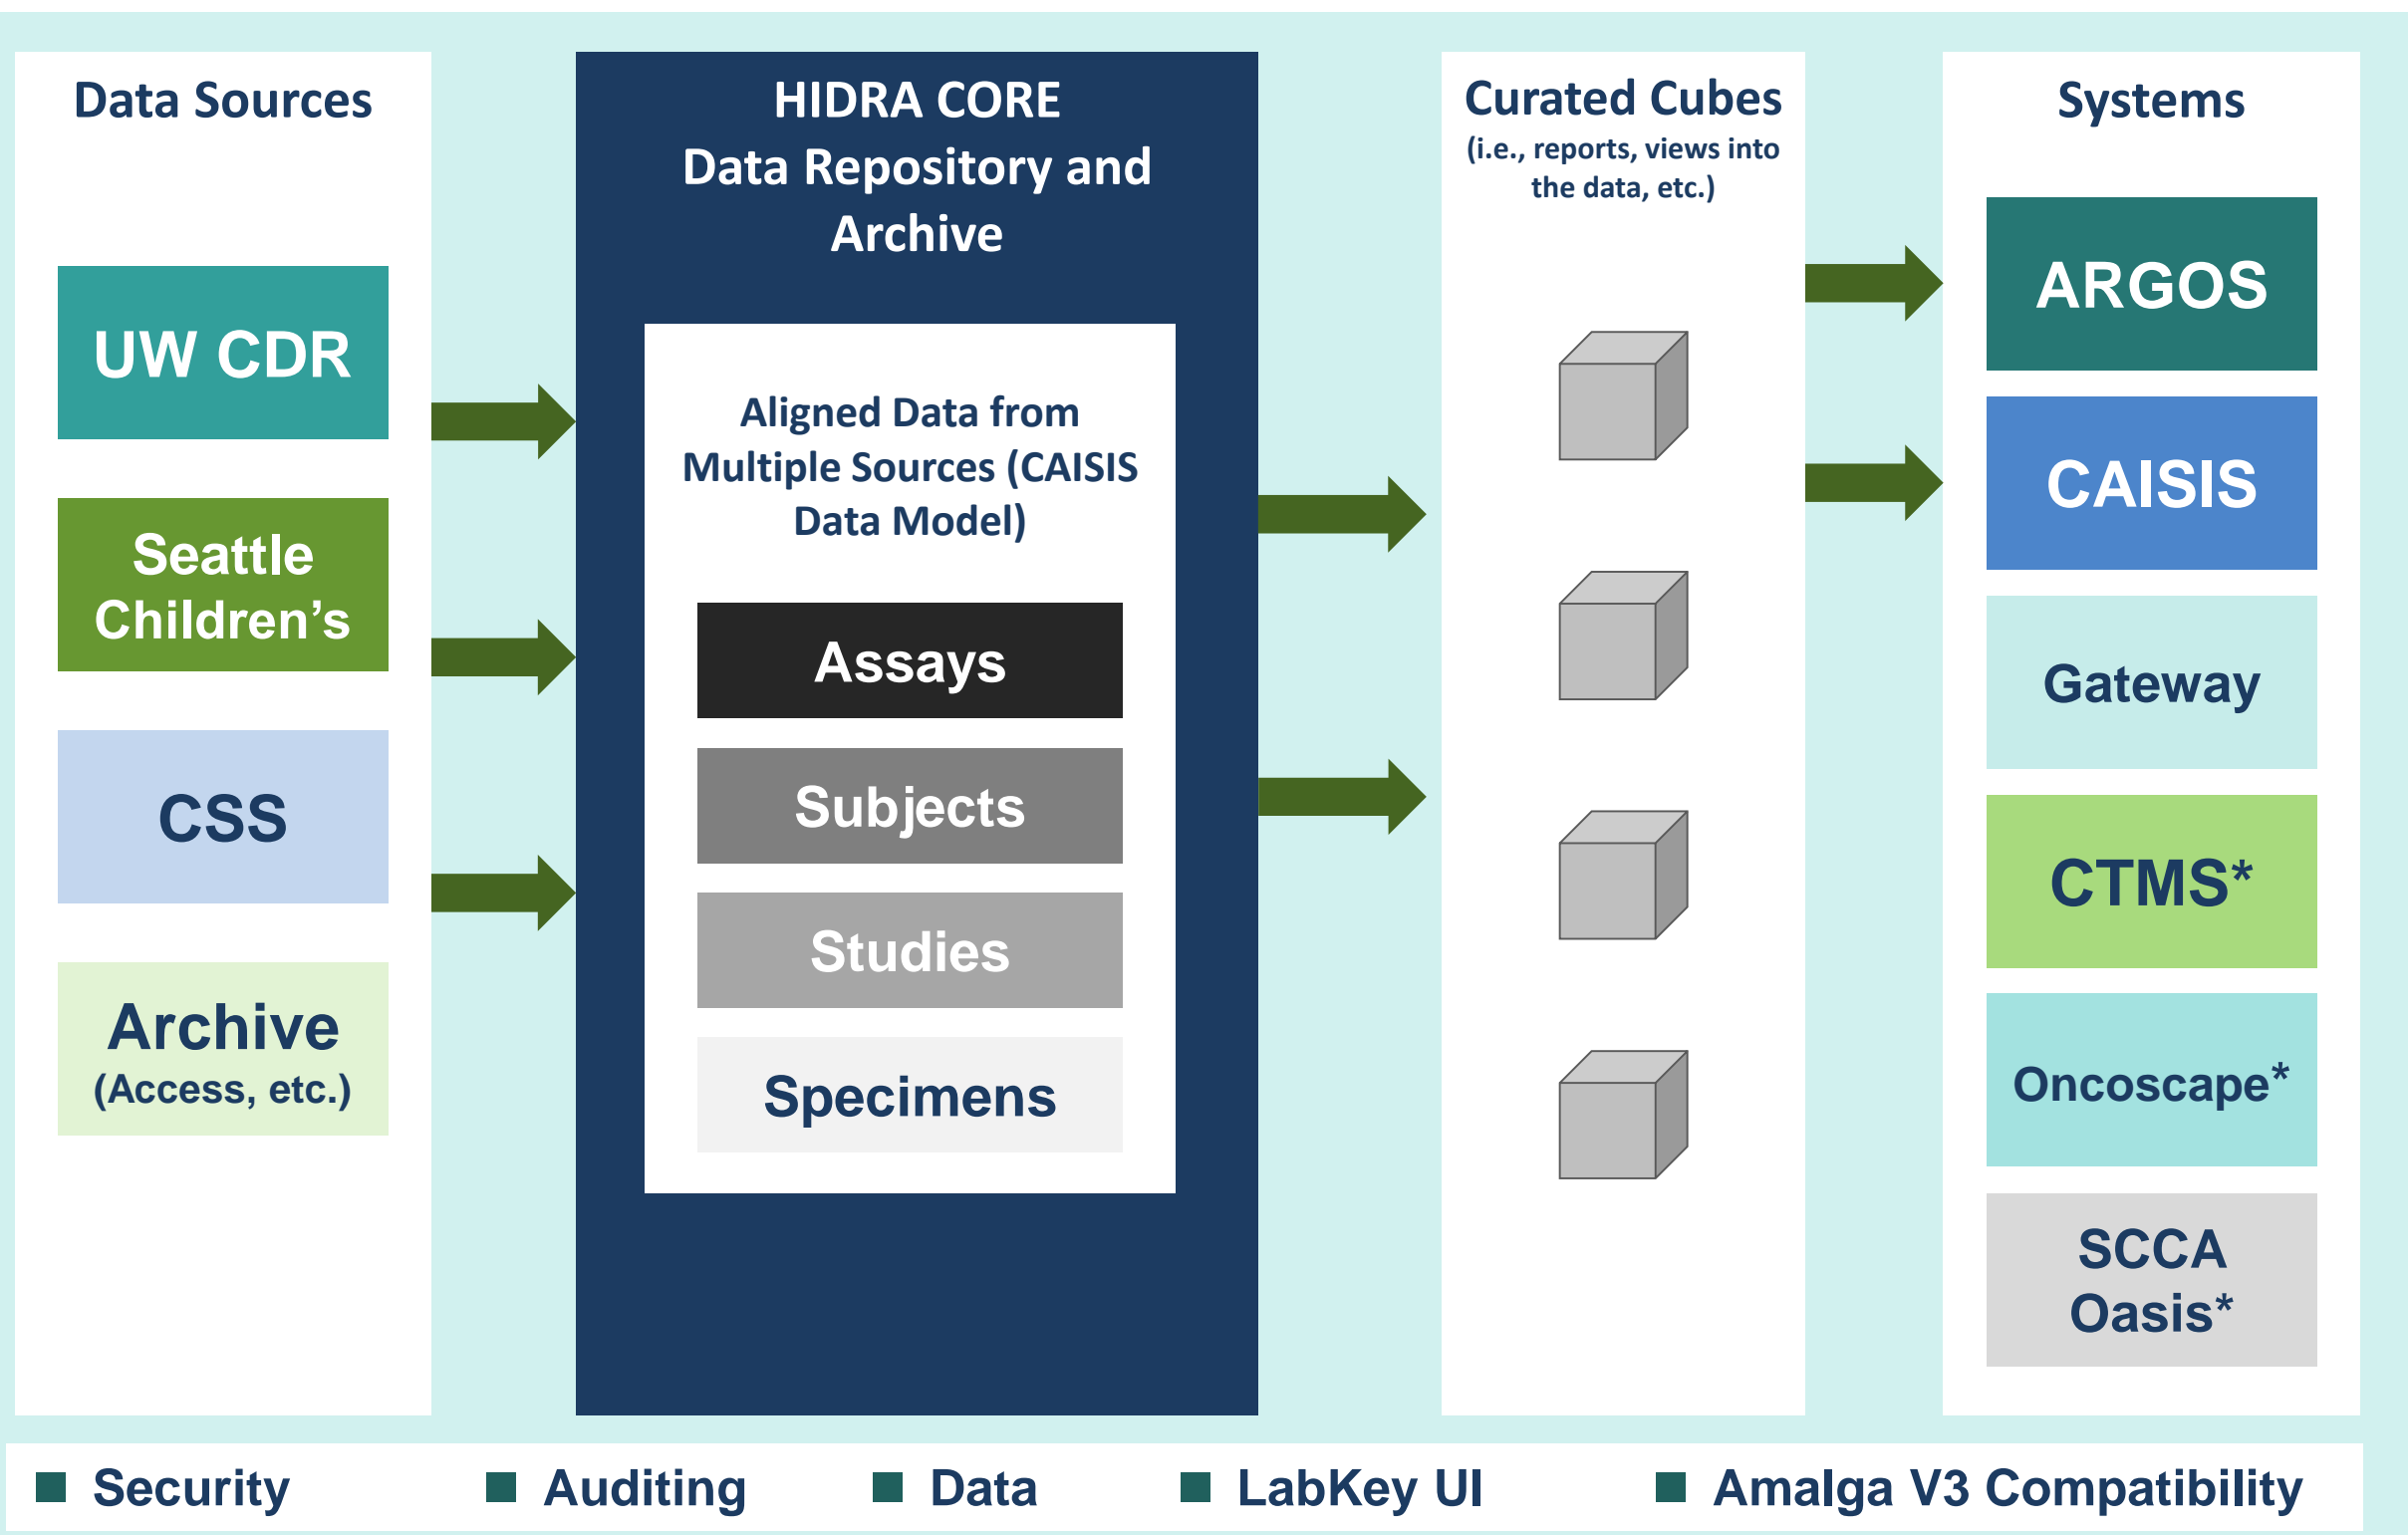 Data Sources
UW CDR
Seattle
Children’s
CSS
Archive
(Access, etc.)
HIDRA CORE
Data Repository and
Archive
Aligned Data from
Multiple Sources (CAISIS
Data Model)
Assays
Subjects
Studies
Specimens
Curated Cubes
(i.e., reports, views into
the data, etc.)
Systems
ARGOS
CAISIS
Gateway
CTMS*
Oncoscape*
SCCA
Oasis*
Security
Auditing
Data
LabKey UI
Amalga V3 Compatibility